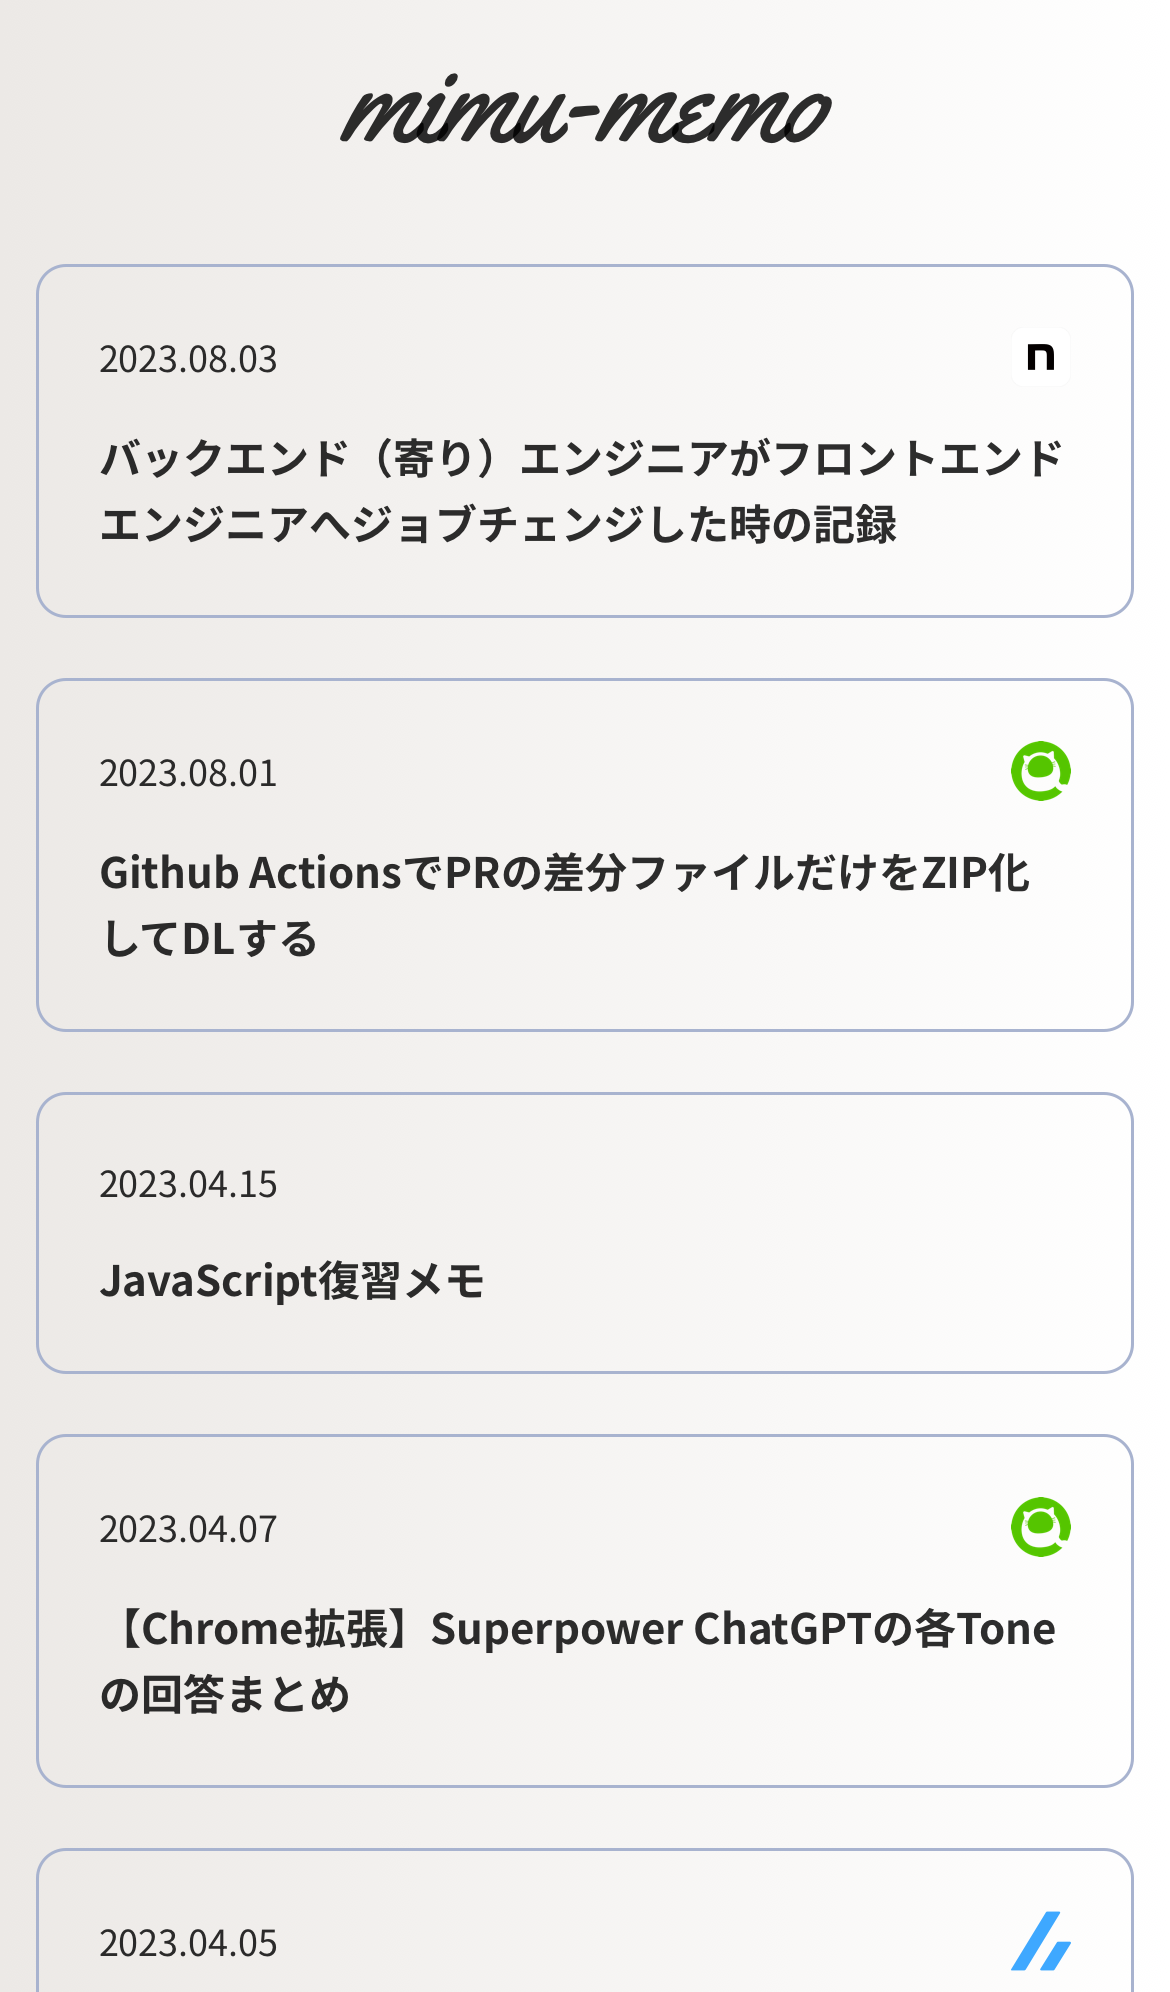 mimu-memo
2023.08.03
n
バックエンド（寄り）エンジニアがフロントエンド
エンジニアへジョブチェンジした時の記録
2023.08.01
Github ActionsでPRの差分ファイルだけをZIP化
してDLする
2023.04.15
JavaScript復習メモ
2023.04.07
【Chrome拡張】Superpower ChatGPTの各Tone
の回答まとめ
2023.04.05